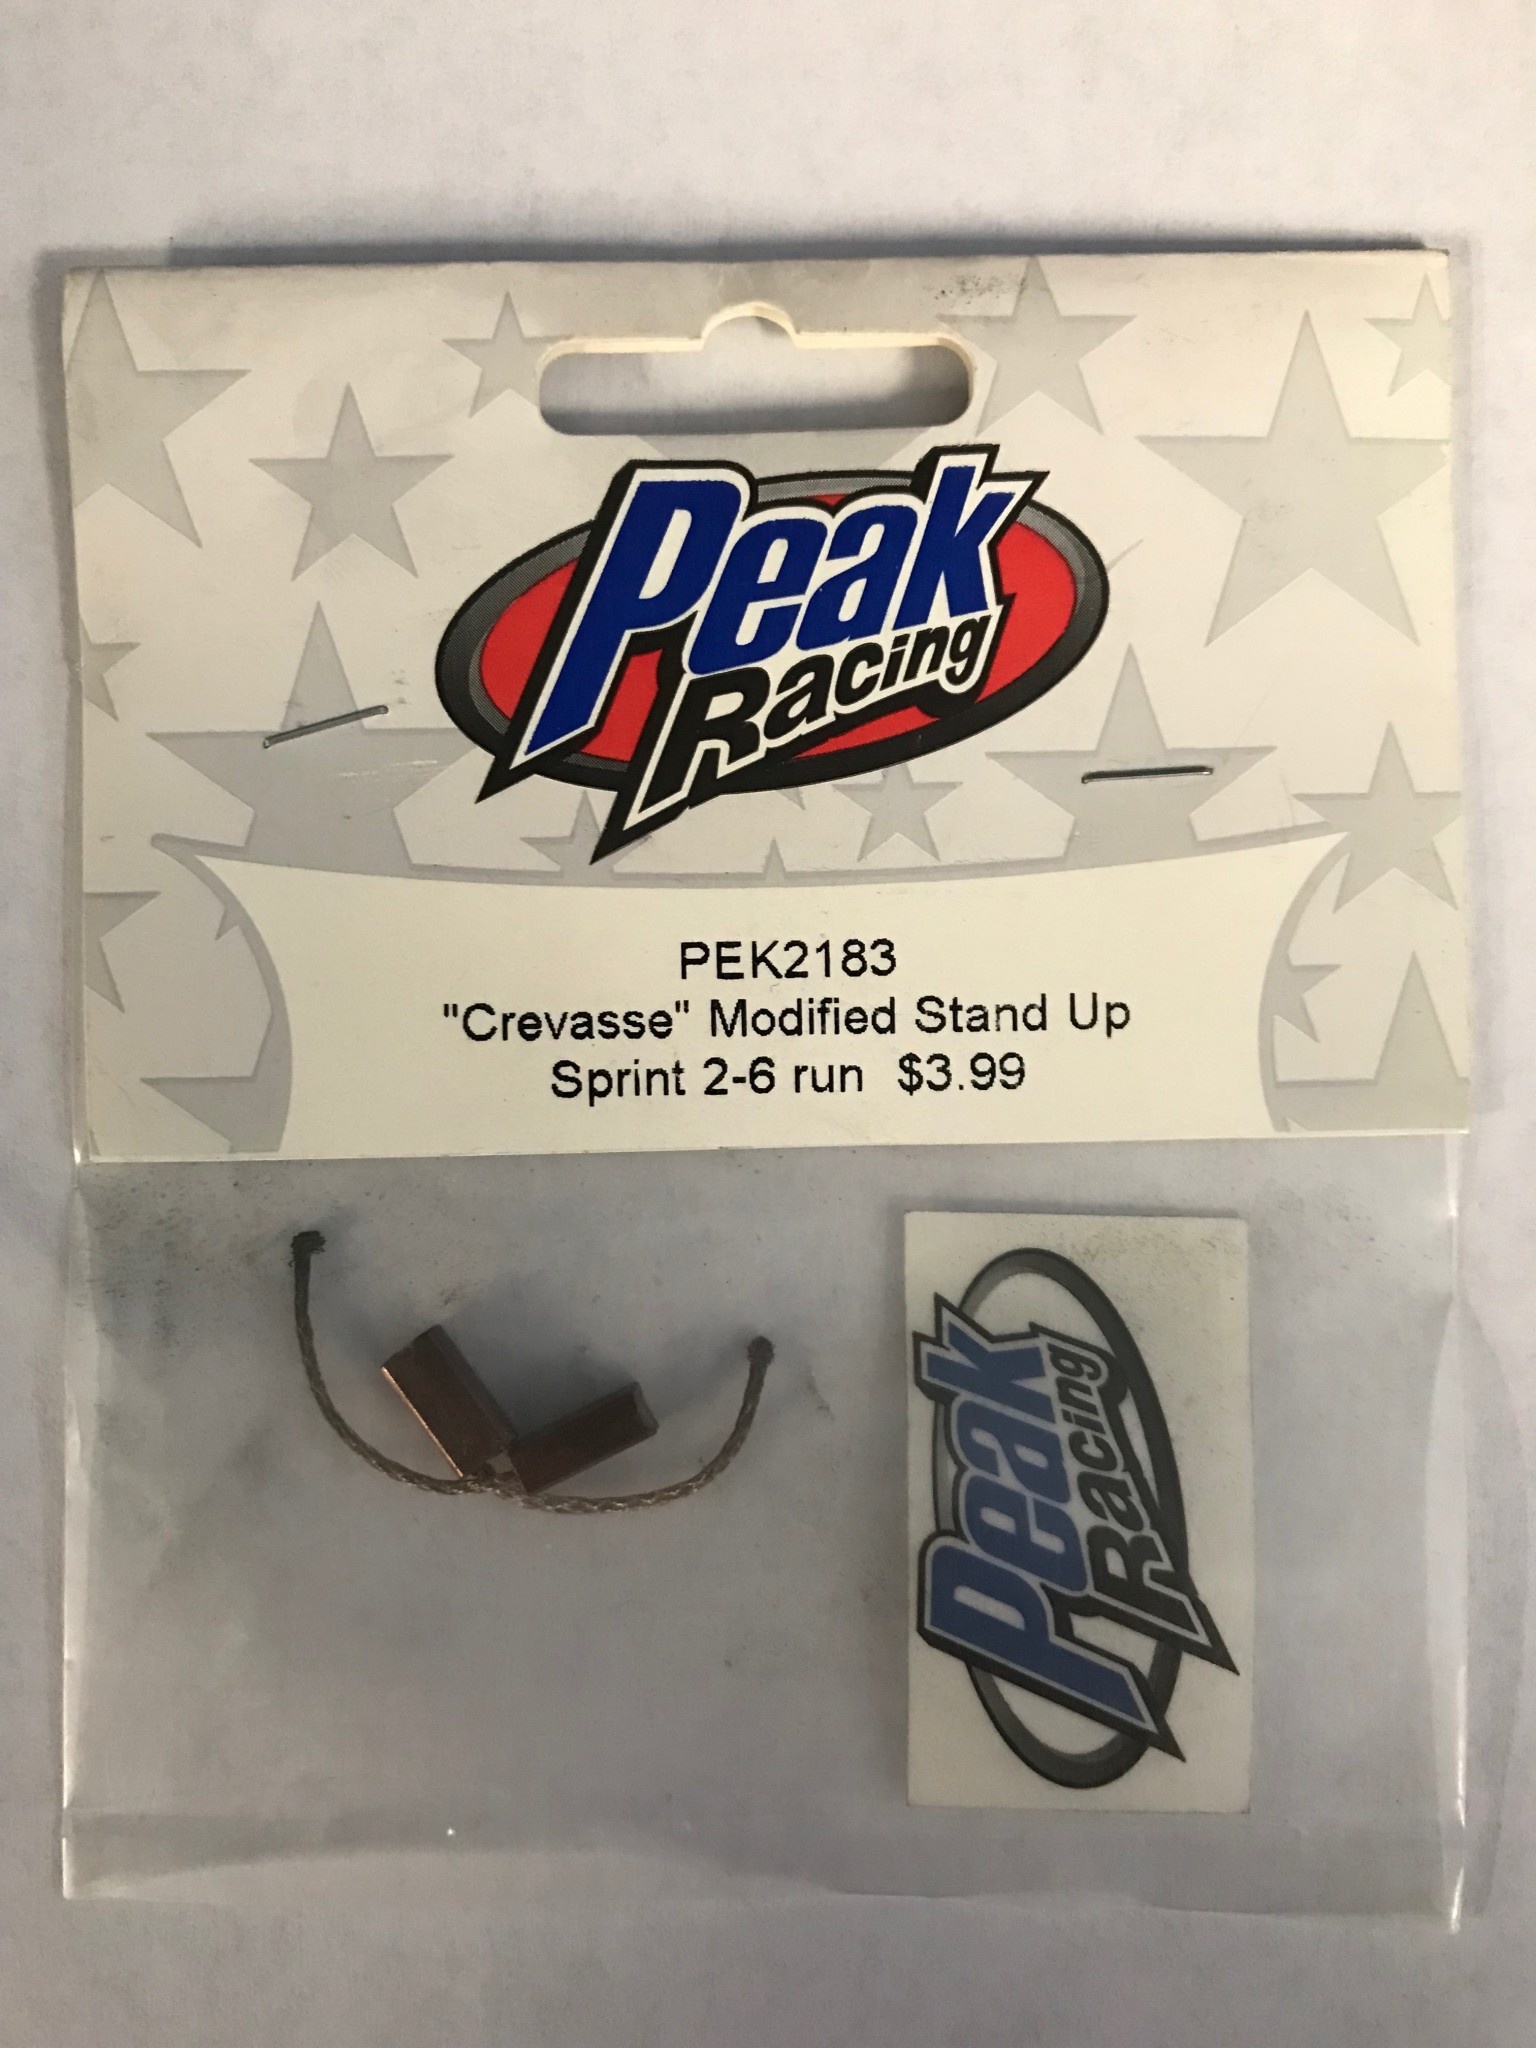 Peak
Racing
PEK2183
"Crevasse" Modified Stand Up
Sprint 2-6 run $3.99
Peak
Racing